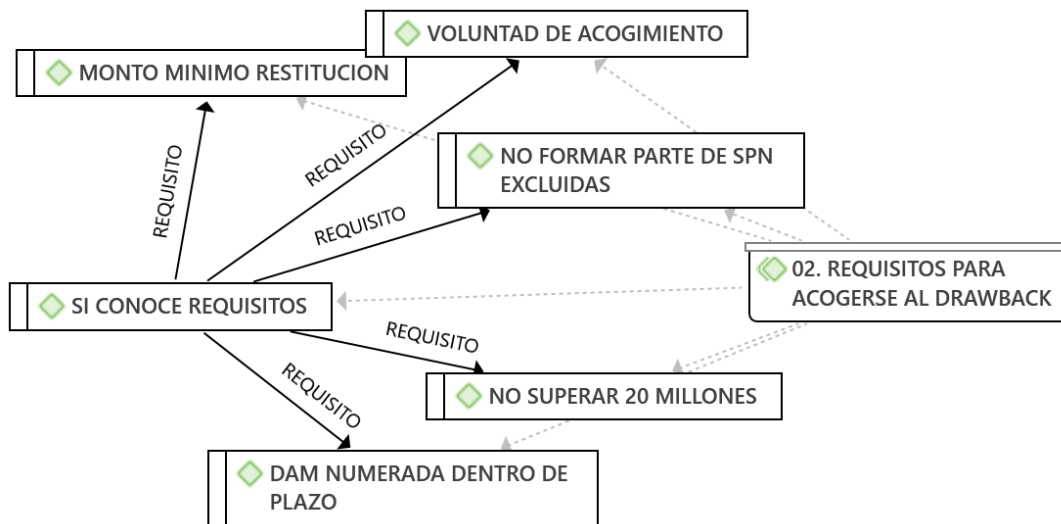 VOLUNTAD DE ACOGIMIENTO
MONTO MINIMO RESTITUCION
REQUISITO
REQUISITO
NO FORMAR PARTE DE SPN
EXCLUIDAS
REQUISITO
02. REQUISITOS PARA
ACOGERSE AL DRAWBACK
SI CONOCE REQUISITOS
REQUISITO
REQUISITO
NO SUPERAR 20 MILLONES
DAM NUMERADA DENTRO DE
PLAZO